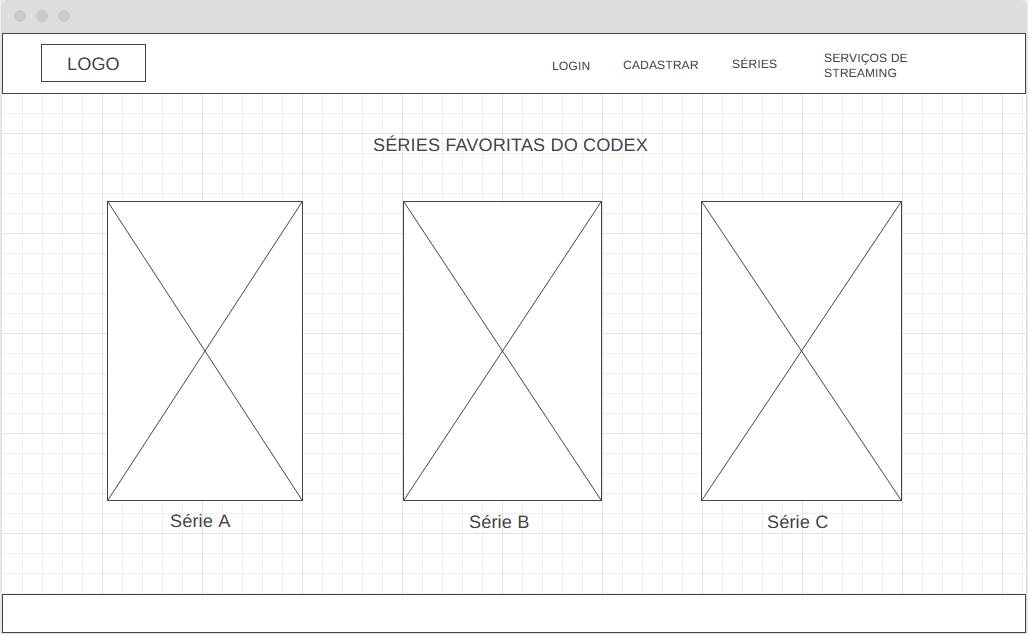 LOGO
LOGIN
CADASTRAR
SÉRIES
SERVIÇOS DE
STREAMING
SÉRIES FAVORITAS DO CODEX
Série A
Série B
Série C